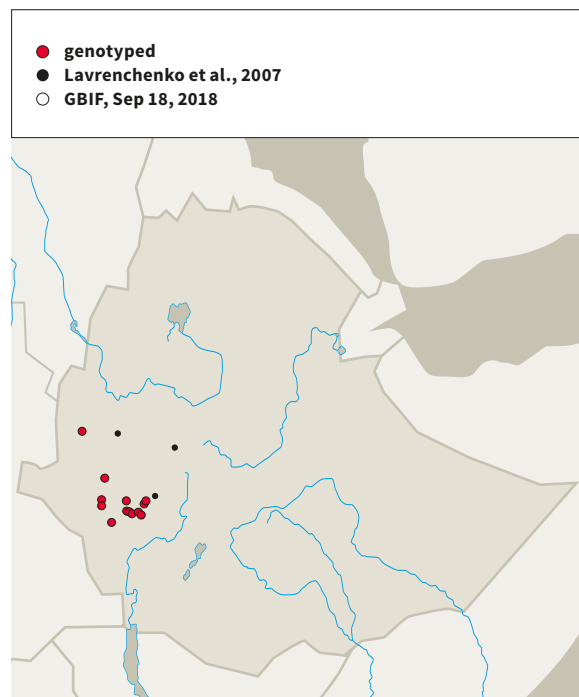 genotyped
Lavrenchenko et al., 2007
GBIF, Sep 18, 2018